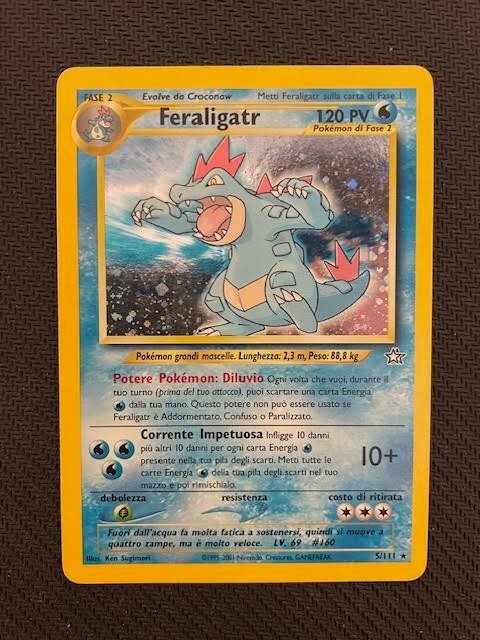 FASE 2 Evolve da Croconaw Metti Feraligatr sulla carta di Fase 1
Feraligatr 120 PV
Pokémon di Fase 2
Pokémon grandi mascelle. Lunghezza: 2,3 m, Peso: 88,8 kg
Potere Pokémon: Diluvio Ogni volta che vuoi, durante il
tuo turno (prima del tuo attacco), puoi scartare una carta Energia
dalla tua mano. Questo potere non può essere usato se
Feraligatr è Addormentato, Confuso o Paralizzato.
Corrente Impetuosa Infligge 10 danni
più altri 10 danni per ogni carta Energia
presente nella tua pila degli scarti. Metti tutte le
carte Energia della tua pila degli scarti nel tuo
mazzo e poi rimischialo.
10+
debolezza resistenza costo di ritirata
Fuori dall'acqua fa molta fatica a sostenersi, quindi si muove a
quattro zampe, ma è molto veloce. LV. 69 #160
Illus. Ken Sugimori ©1995-2001 Nintendo, Creatures, GAMEFREAK. 5/111 ★